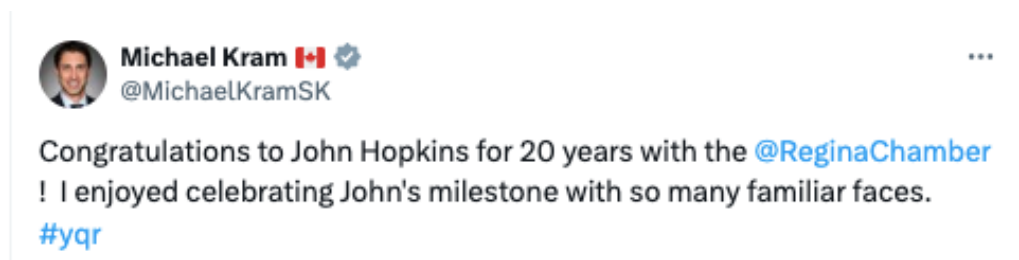 Michael Kram 🇨🇦
@MichaelKramSK
Congratulations to John Hopkins for 20 years with the @ReginaChamber
! I enjoyed celebrating John's milestone with so many familiar faces.
#yqr